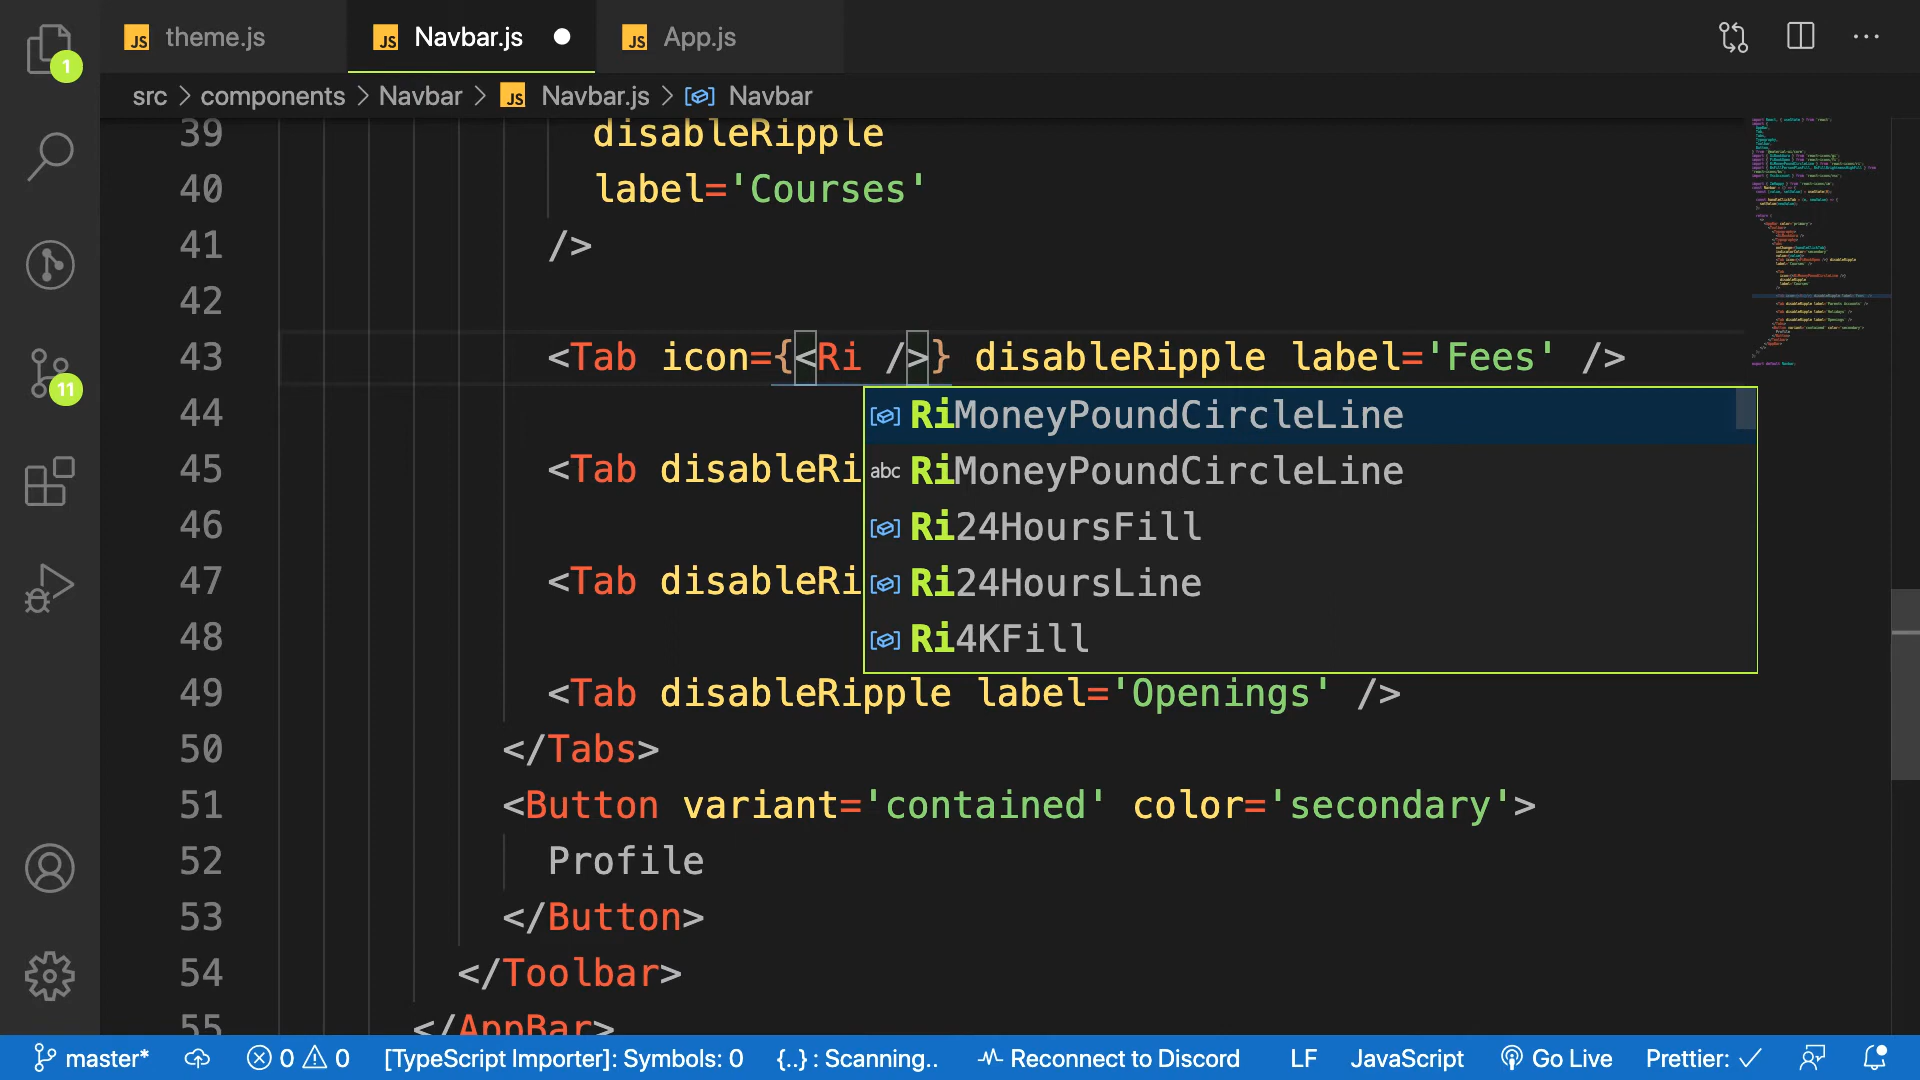 1
JS theme.js
JS Navbar.js
JS App.js
src > components > Navbar > JS Navbar.js > Navbar
39 disableRipple
40 label='Courses'
41 />
42
43 <Tab icon={<Ri />} disableRipple label='Fees' />
44
RiMoneyPoundCircleLine
45 <Tab disableRi
abc RiMoneyPoundCircleLine
46
Ri24HoursFill
47 <Tab disableRi
Ri24HoursLine
48
Ri4KFill
49 <Tab disableRipple label='Openings' />
50 </Tabs>
51 <Button variant='contained' color='secondary'>
52 Profile
53 </Button>
54 </Toolbar>
55 </AppBar>
11
master* 0 0 [TypeScript Importer]: Symbols: 0 {..} : Scanning.. Reconnect to Discord LF JavaScript Go Live Prettier: ✓